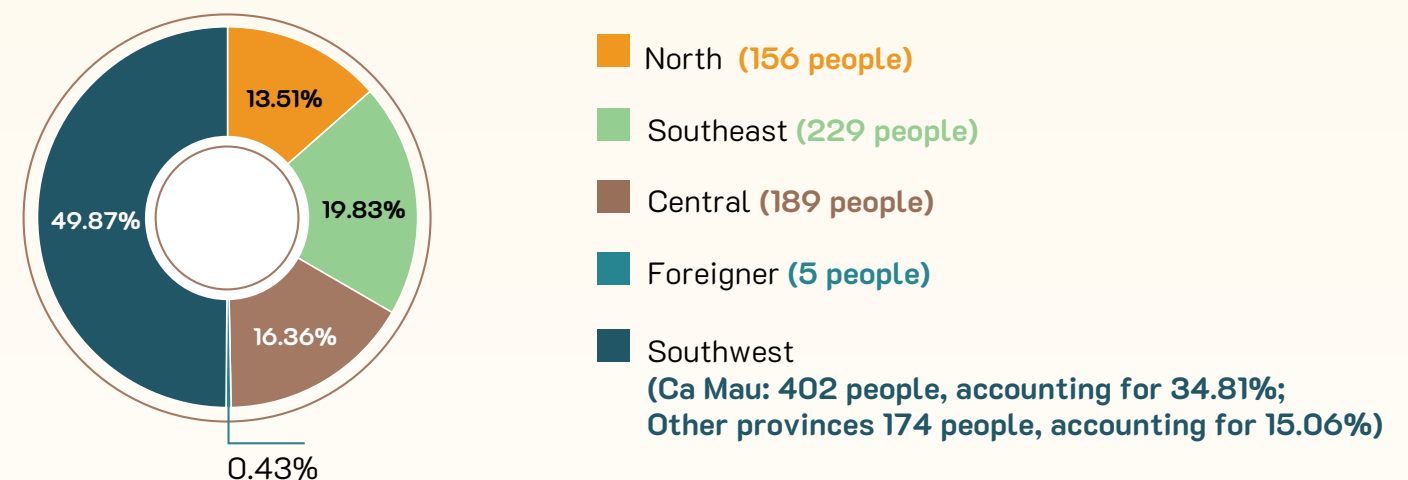 13.51%
19.83%
49.87%
16.36%
0.43%
North (156 people)
Southeast (229 people)
Central (189 people)
Foreigner (5 people)
Southwest
(Ca Mau: 402 people, accounting for 34.81%;
Other provinces 174 people, accounting for 15.06%)